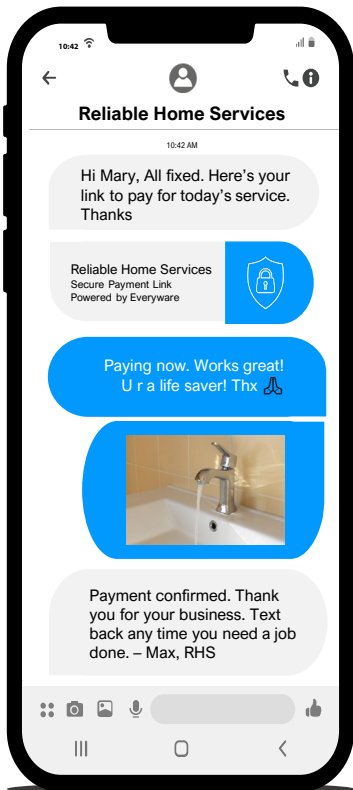 10:42
Reliable Home Services
10:42 AM
Hi Mary, All fixed. Here’s your
link to pay for today’s service.
Thanks
Reliable Home Services
Secure Payment Link
Powered by Everyware
Paying now. Works great!
U r a life saver! Thx 🙏
Payment confirmed. Thank
you for your business. Text
back any time you need a job
done. – Max, RHS